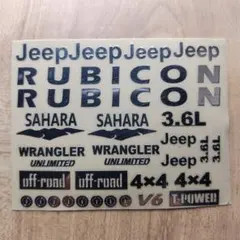 Jeep Jeep Jeep Jeep
RUBICON
RUBICON
SAHARA SAHARA 3.6L
Jeep
WRANGLER WRANGLER
UNLIMITED UNLIMITED
Jeep 3.6L 3.6L
off-road off-road 4×4 4×4
V6 T-POWER